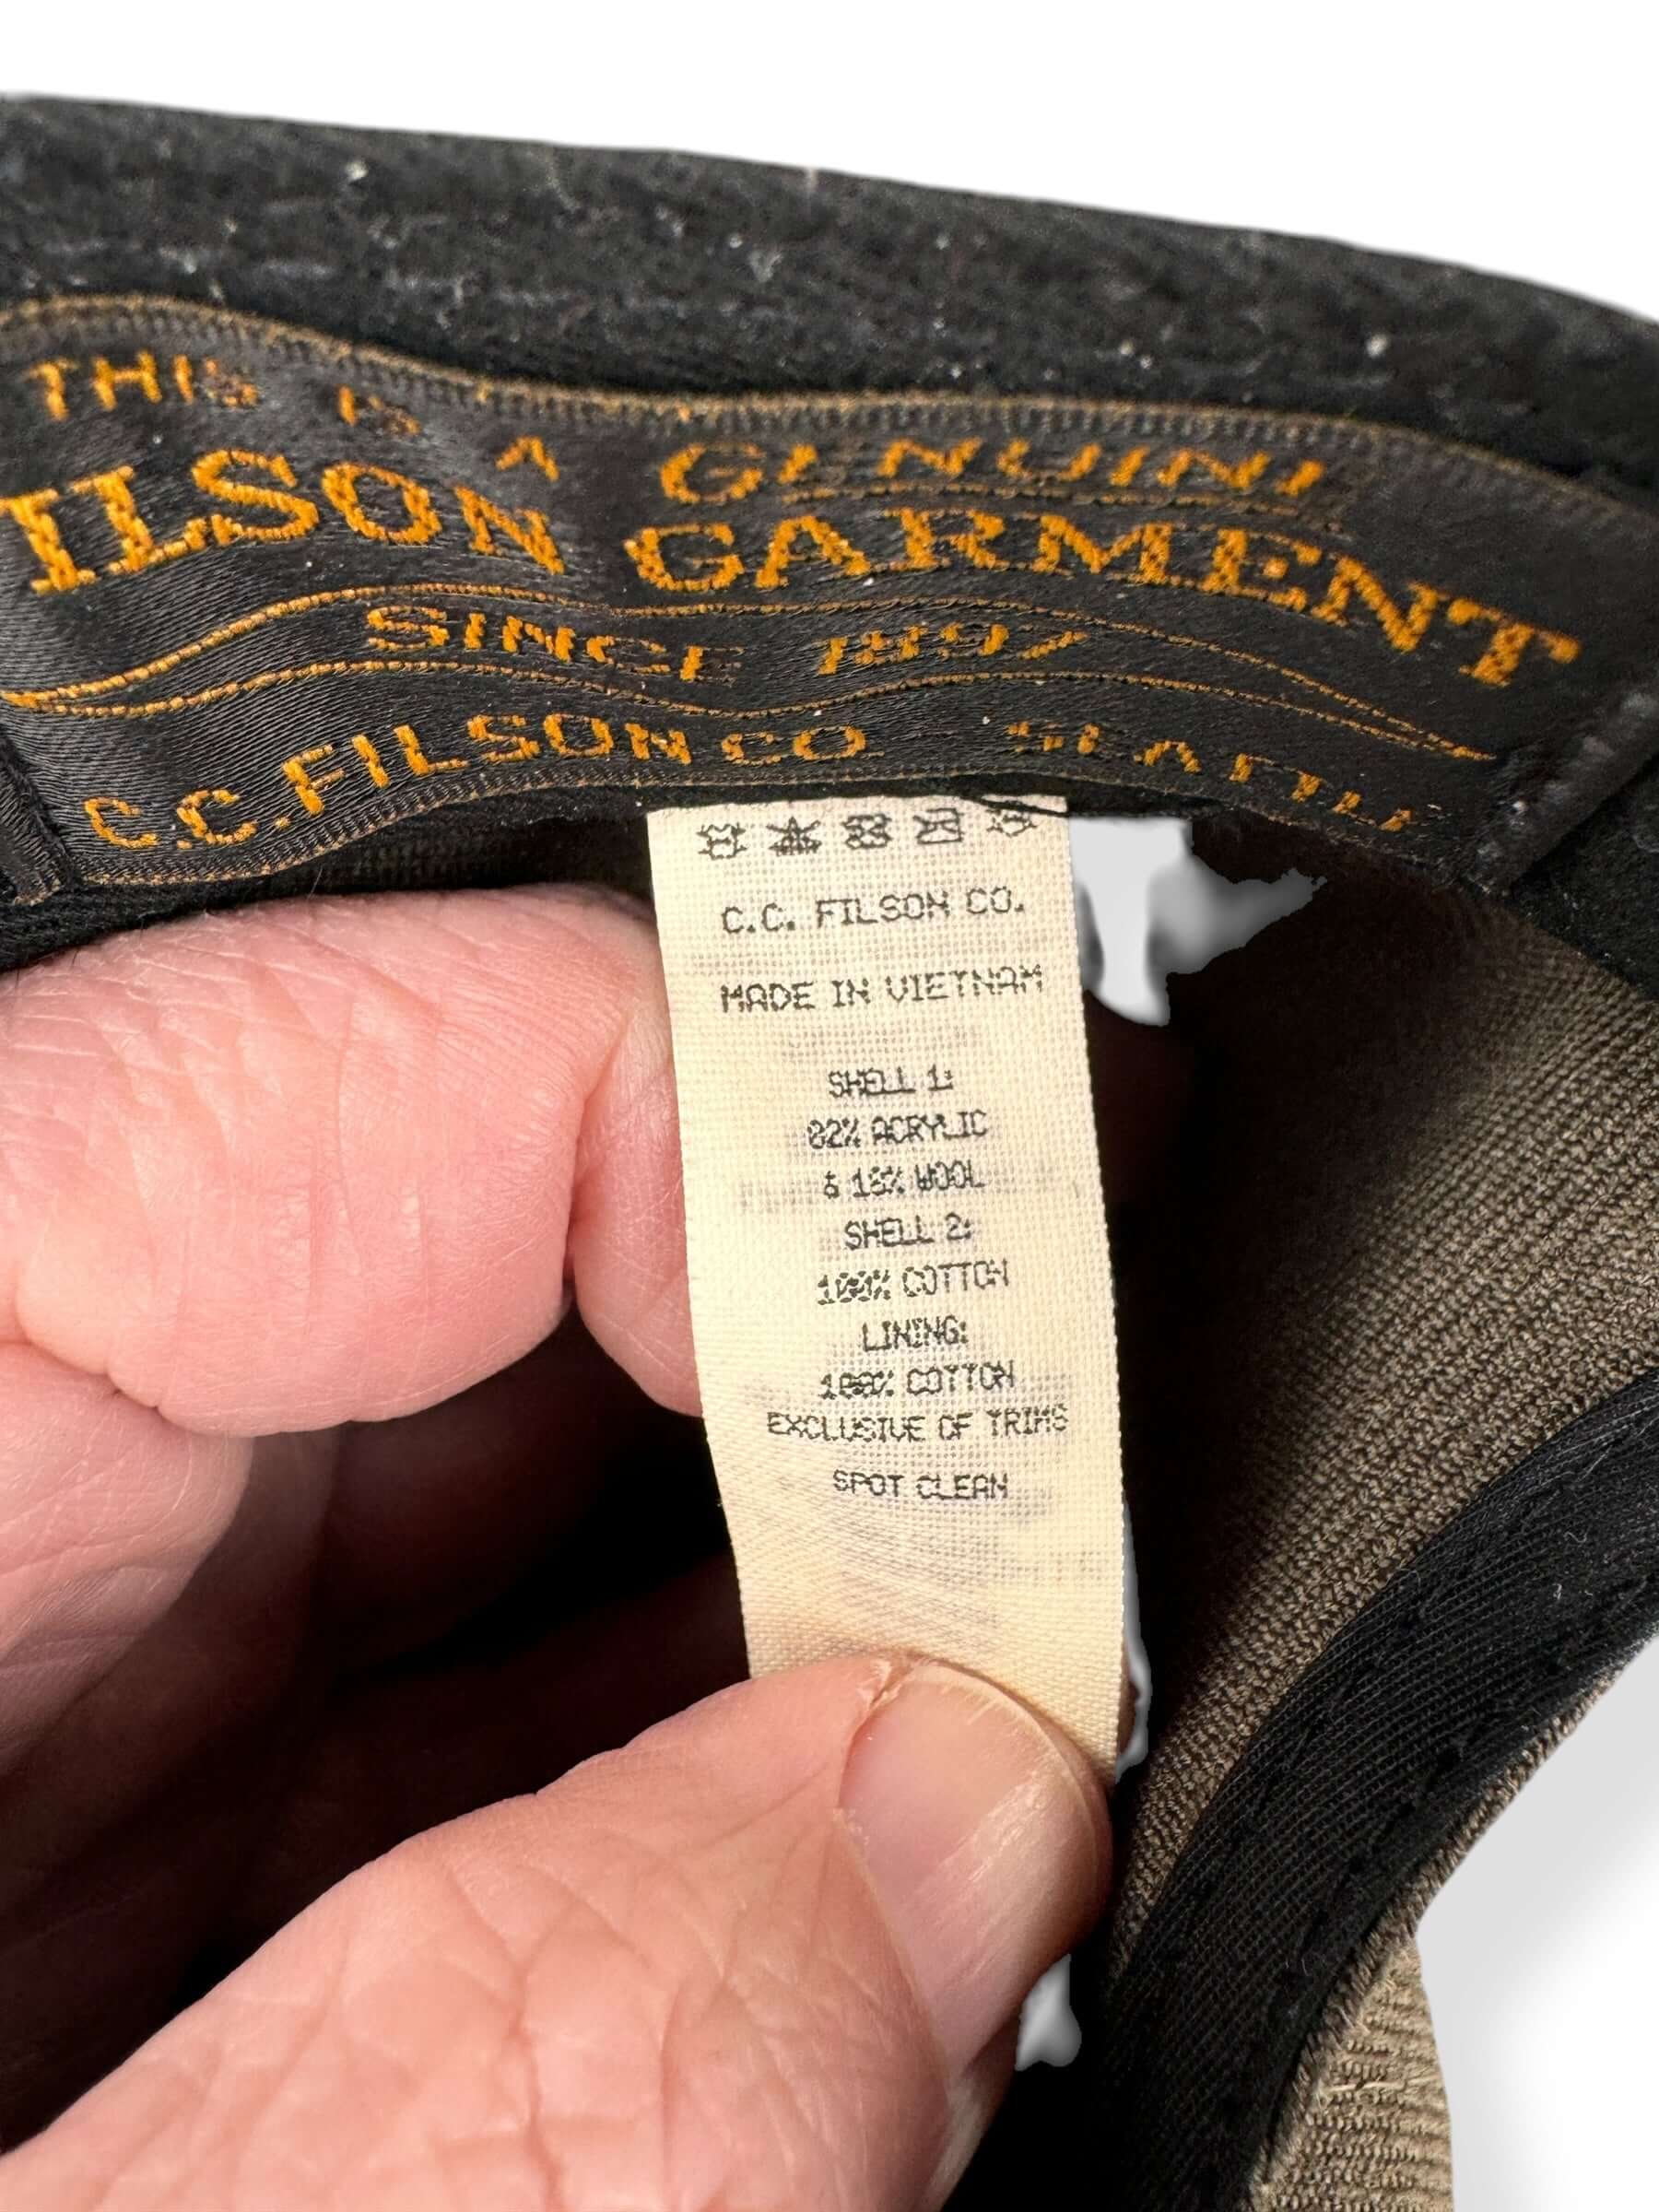 THIS IS A GENUINE
ILSON GARMENT
SINCE 1897
C.C. FILSON CO. SEATTLE
C.C. FILSON CO.
MADE IN VIETNAM
SHELL 1:
82% ACRYLIC
& 18% WOOL
SHELL 2:
100% COTTON
LINING:
100% COTTON
EXCLUSIVE OF TRIMS
SPOT CLEAN